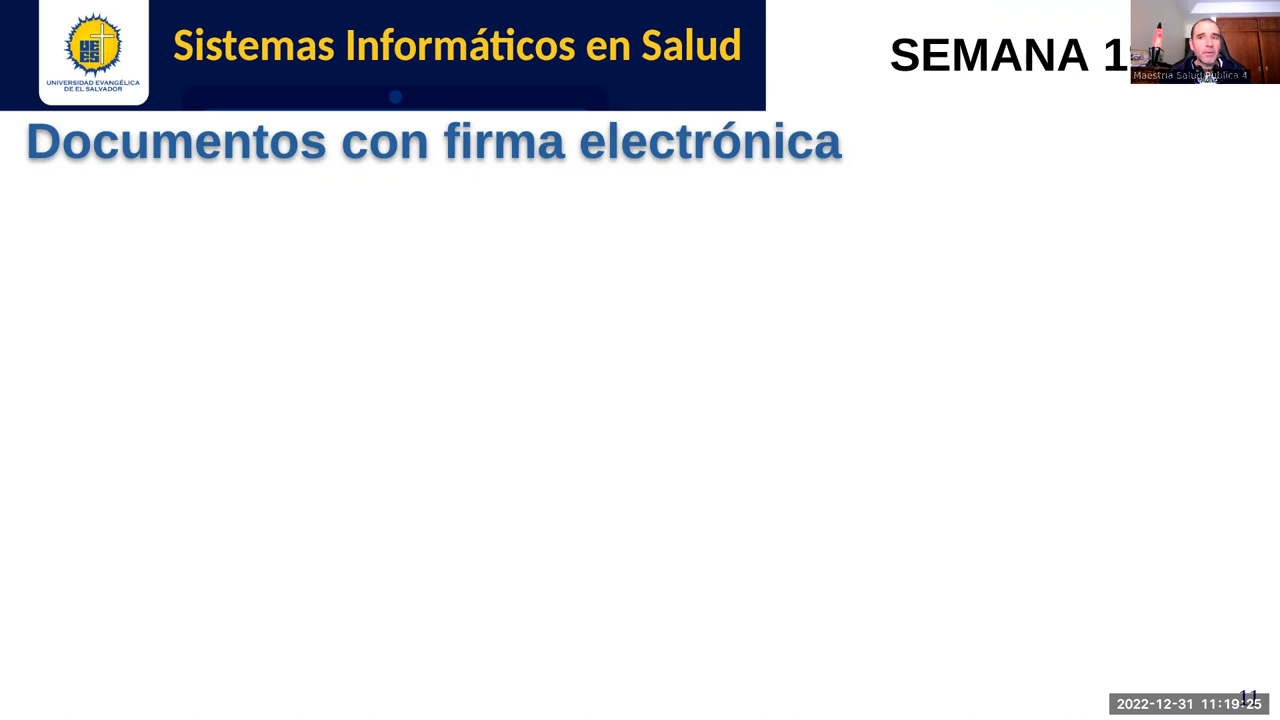 Sistemas Informáticos en Salud
SEMANA 1
UNIVERSIDAD EVANGÉLICA
DE EL SALVADOR
Maestría Salud Pública 4
Documentos con firma electrónica
11
2022-12-31 11:19:25